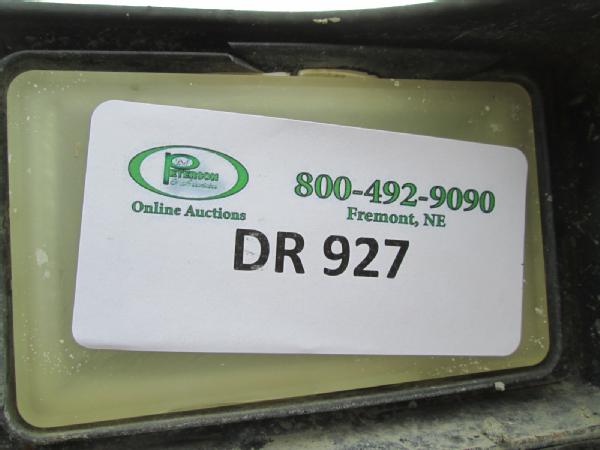 PETERSON
Online Auctions
800-492-9090
Fremont, NE
DR 927